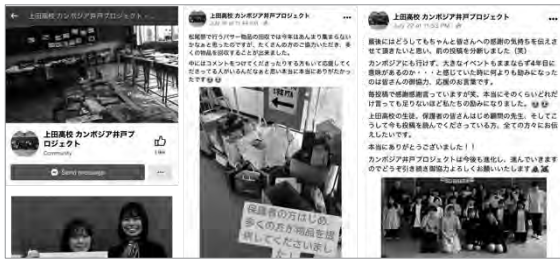 上田高校 カンボジア井戸プロジェクト
上田高校 カンボジア井戸プ
ロジェクト
Community
Send message
上田高校 カンボジア井戸プロジェクト
松尾祭で行うバザー物品の回収では今年はあんまり集まらない
かなぁと思ったのですが、たくさんの方のご協力いただき、多
くの物品を回収することが出来ました。
中にはコメントをつけてくださったりする方もいて応援してく
ださってる人がいるんだなぁと思い本当に本当にありがたかっ
たです
保護者の方はじめ、
多くの方が物品を提
供してくださいまし
た!
上田高校 カンボジア井戸プロジェクト
July 22 at 11:53 PM
最後にはどうしてもちゃんと皆さんへの感謝の気持ちを伝えさ
せて頂きたいと思い、前の投稿を分割しました(笑)
カンボジアにも行けず、大きなイベントもままならず4年目に
意味があるのか・・・と感じていた時に何よりも励みになった
のは皆さんの御協力、応援のお言葉です。
毎投稿で感謝感謝言っていますが笑、本当にそのくらいどれだ
け言っても足りないほど私たちの励みになりました。
上田高校の生徒、保護者の皆さんはじめ顧問の先生、そしてこ
うして今も投稿を読んでくださっている方、全ての方々にお伝
えしたいです。
本当にありがとうございました!!
カンボジア井戸プロジェクトは今後も進化し、進んでいきます
のでどうぞ引き続き御協力よろしくお願いいたします